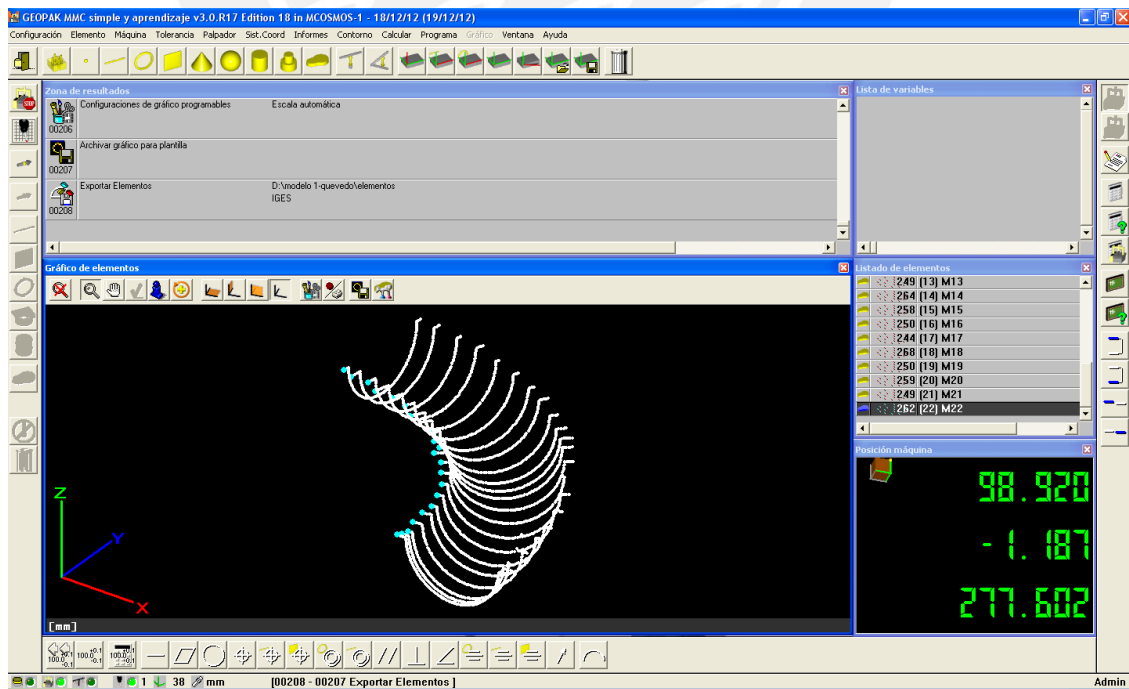 GEOPAK MMC simple y aprendizaje v3.0.R17 Edition 18 in MCOSMOS-1 - 18/12/12 (19/12/12)
Configuración Elemento Máquina Tolerancia Palpador Sist.Coord Informes Contorno Calcular Programa Gráfico Ventana Ayuda
Zona de resultados
Configuraciones de gráfico programables Escala automática
00206
Archivar gráfico para plantilla
00207
Exportar Elementos D:\modelo 1-quevedo\elementos
IGES
00208
Lista de variables
Gráfico de elementos
Z
Y
X
[mm]
Listado de elementos
249 (13) M13
264 (14) M14
258 (15) M15
250 (16) M16
244 (17) M17
268 (18) M18
250 (19) M19
259 (20) M20
249 (21) M21
262 (22) M22
Posición máquina
98.920
-1.187
277.602
1 38 mm [00208 - 00207 Exportar Elementos ] Admin